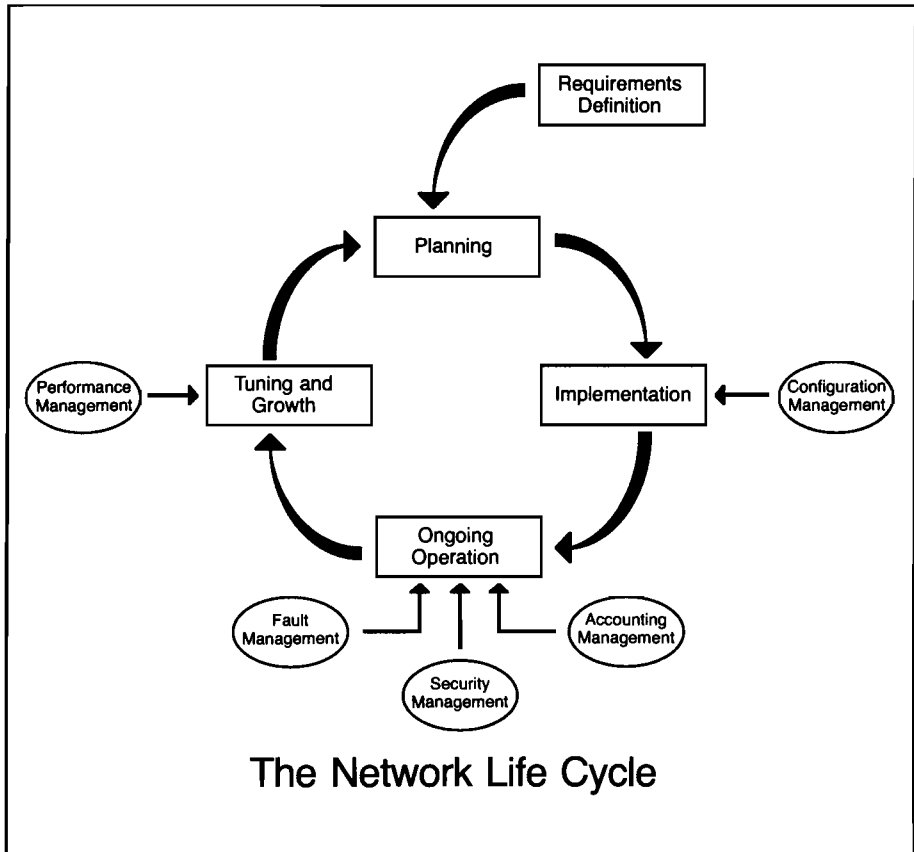 Requirements
Definition
Planning
Performance
Management
Tuning and
Growth
Implementation
Configuration
Management
Ongoing
Operation
Fault
Management
Accounting
Management
Security
Management
The Network Life Cycle